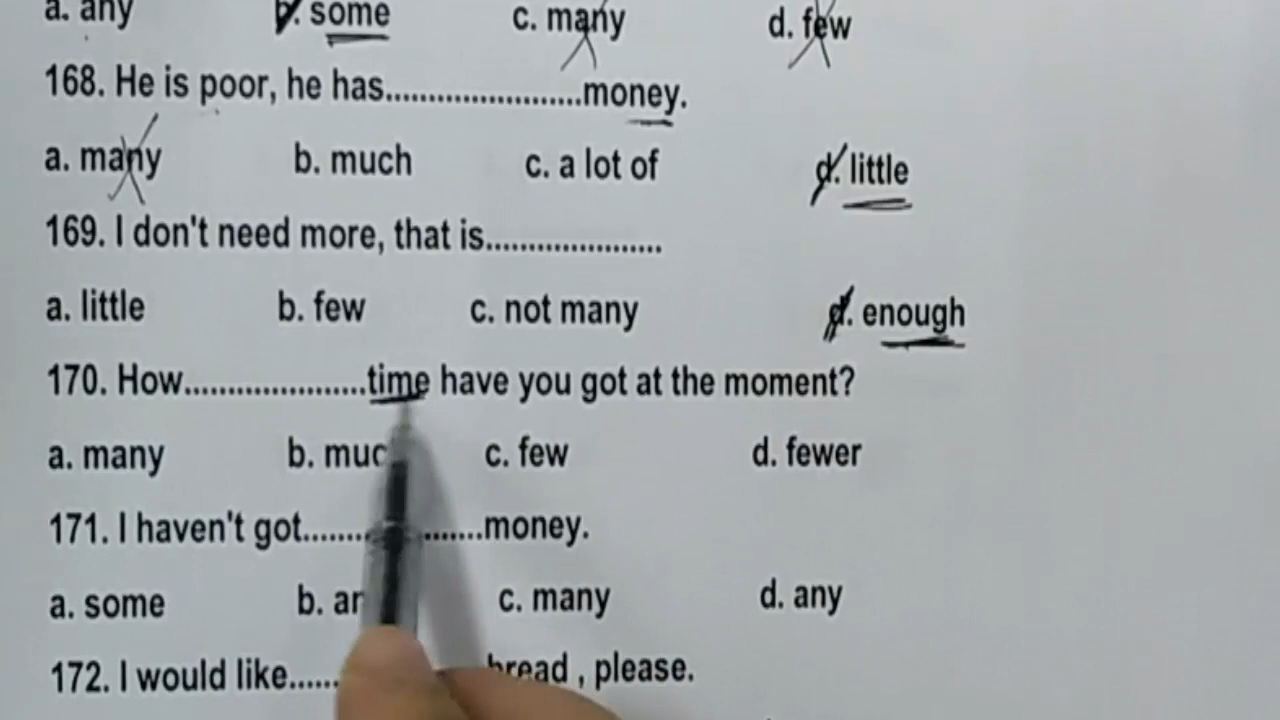 a. any b. some c. many d. few
168. He is poor, he has......................money.
a. many b. much c. a lot of d. little
169. I don't need more, that is....................
a. little b. few c. not many d. enough
170. How.....................time have you got at the moment?
a. many b. c. few d. fewer
171. I haven't got.....................money.
a. some b. c. many d. any
172. I would like...... bread , please.